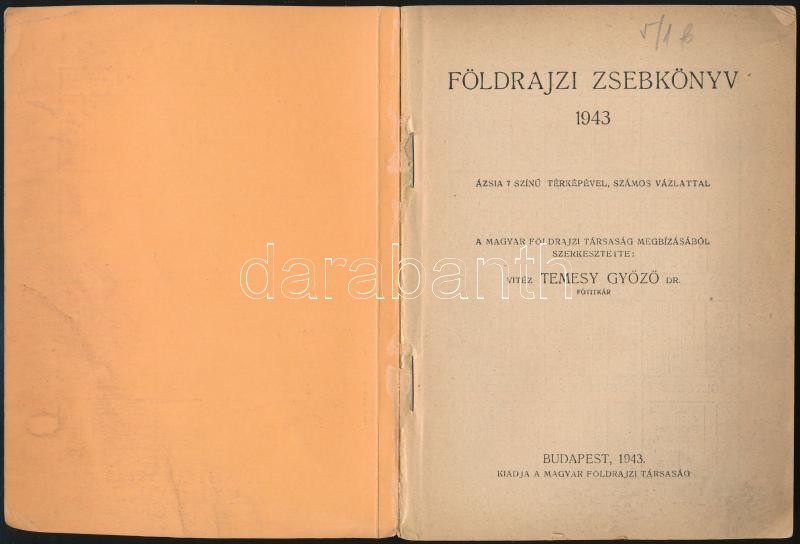 V/1 b
FÖLDRAJZI ZSEBKÖNYV
1943
ÁZSIA 7 SZÍNŰ TÉRKÉPÉVEL, SZÁMOS VÁZLATTAL
A MAGYAR FÖLDRAJZI TÁRSASÁG MEGBÍZÁSÁBÓL
SZERKESZTETTE:
darabanth
VITÉZ TEMESY GYŐZŐ DR.
FŐTITKÁR
BUDAPEST, 1943.
KIADJA A MAGYAR FÖLDRAJZI TÁRSASÁG